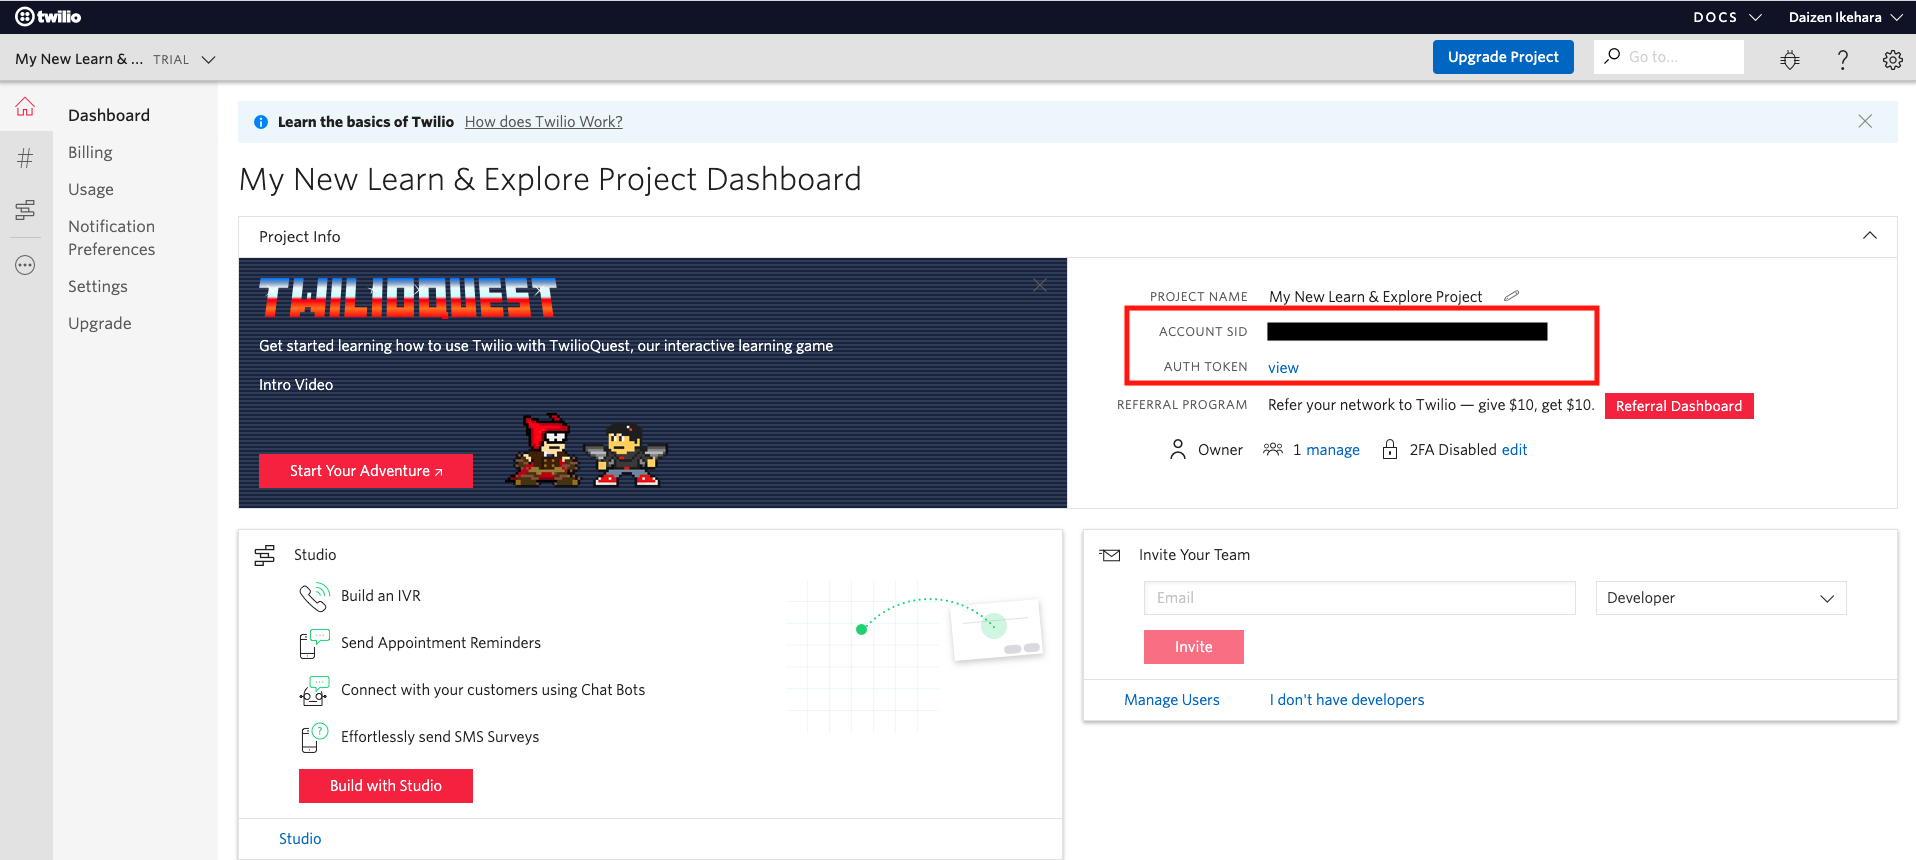 twilio
DOCS
Daizen Ikehara
My New Learn & ... TRIAL
Upgrade Project
Go to...
Dashboard
Billing
Usage
Notification
Preferences
Settings
Upgrade
Learn the basics of Twilio How does Twilio Work?
My New Learn & Explore Project Dashboard
Project Info
TWILIOQUEST
Get started learning how to use Twilio with TwilioQuest, our interactive learning game
Intro Video
Start Your Adventure ↗
PROJECT NAME My New Learn & Explore Project
ACCOUNT SID
AUTH TOKEN view
REFERRAL PROGRAM Refer your network to Twilio — give $10, get $10. Referral Dashboard
Owner 1 manage 2FA Disabled edit
Studio
Build an IVR
Send Appointment Reminders
Connect with your customers using Chat Bots
Effortlessly send SMS Surveys
Build with Studio
Studio
Invite Your Team
Email
Developer
Invite
Manage Users I don't have developers